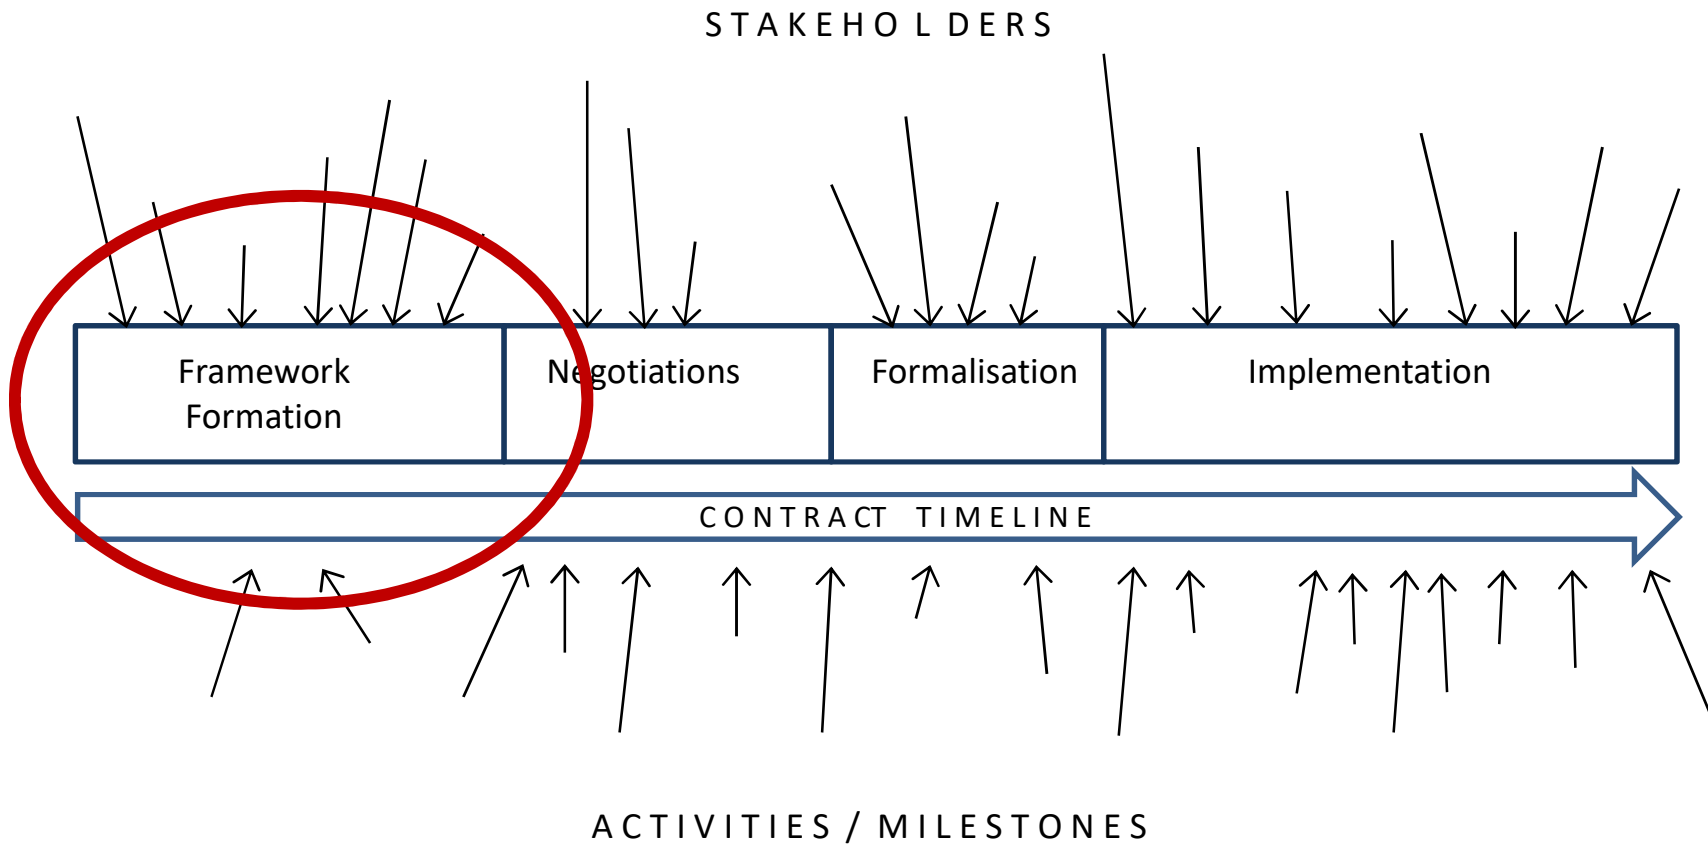 STAKEHOLDERS
Framework
Formation
Negotiations
Formalisation
Implementation
CONTRACT TIMELINE
ACTIVITIES / MILESTONES